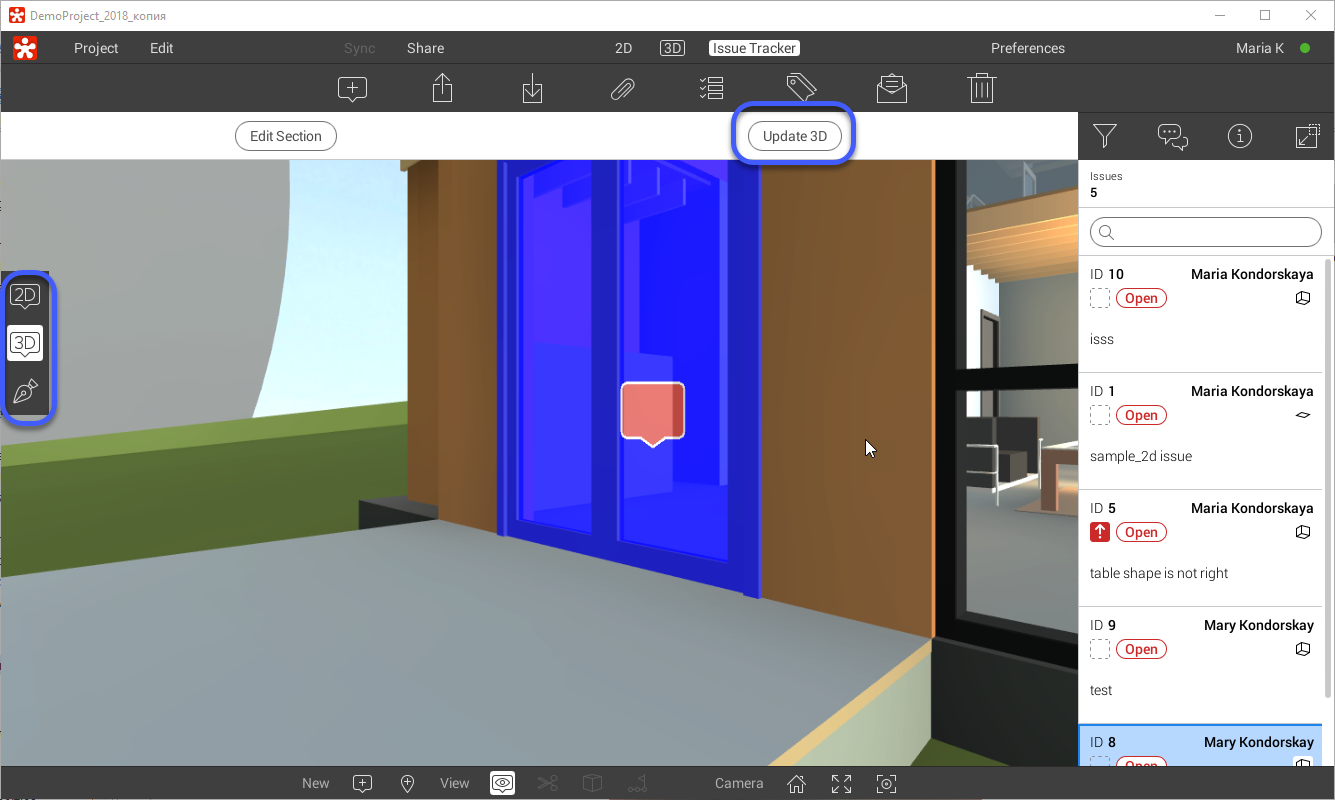 DemoProject_2018_копия
Project Edit Sync Share 2D 3D Issue Tracker Preferences Maria K
Edit Section Update 3D
Issues
5
2D
3D
ID 10 Maria Kondorskaya
Open
isss
ID 1 Maria Kondorskaya
Open
sample_2d issue
ID 5 Maria Kondorskaya
Open
table shape is not right
ID 9 Mary Kondorskay
Open
test
ID 8 Mary Kondorskay
Open
New View Camera